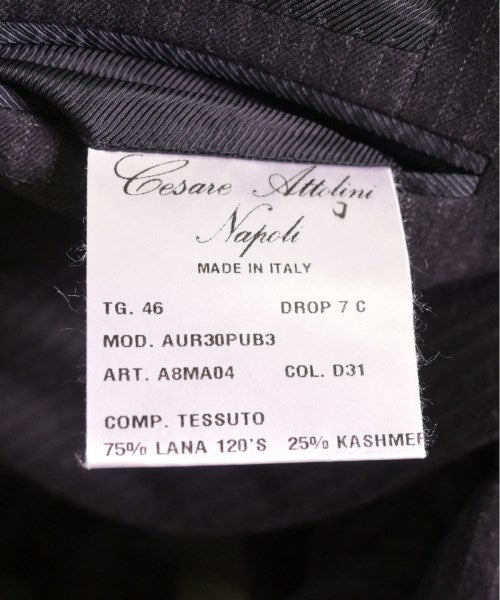 Cesare Attolini
Napoli
MADE IN ITALY
TG. 46 DROP 7 C
MOD. AUR30PUB3
ART. A8MA04 COL. D31
COMP. TESSUTO
75% LANA 120'S 25% KASHMER